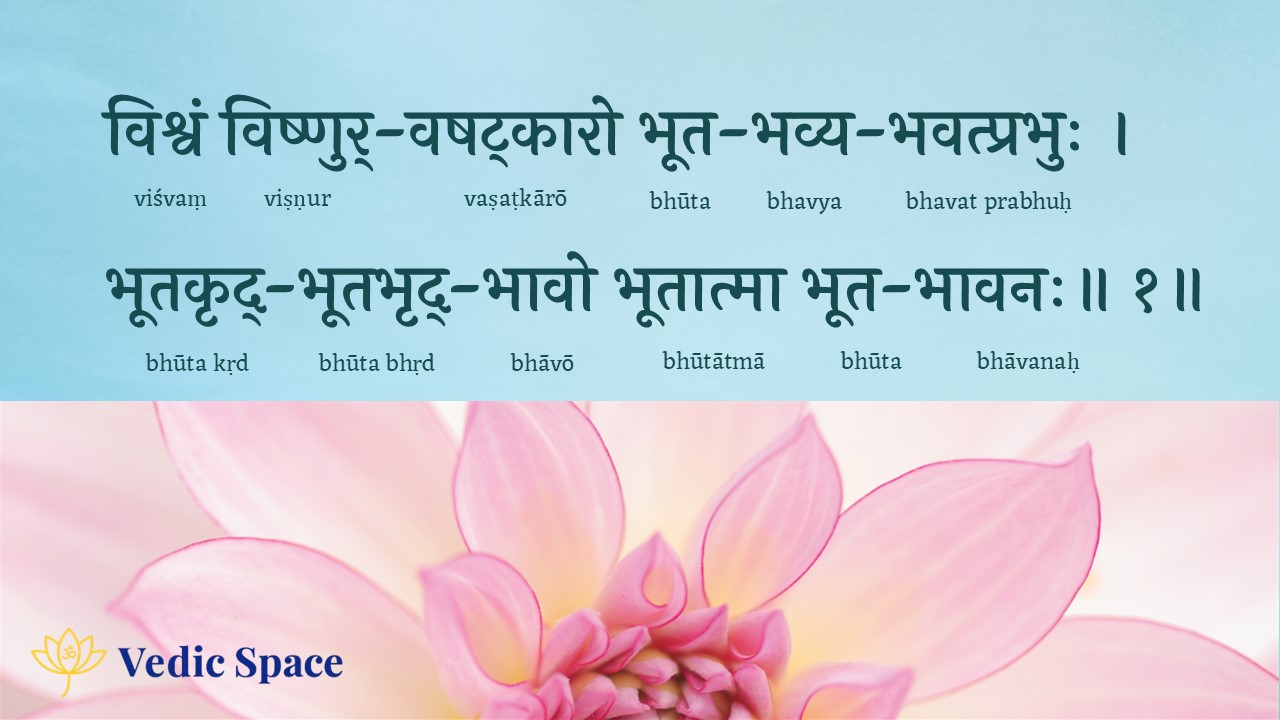 विश्वं विष्णुर्-वषट्कारो भूत-भव्य-भवत्प्रभुः ।
viśvaṃ viṣṇur vaṣaṭkārō bhūta bhavya bhavat prabhuḥ
भूतकृद्-भूतभृद्-भावो भूतात्मा भूत-भावनः॥ १॥
bhūta kṛd bhūta bhṛd bhāvō bhūtātmā bhūta bhāvanaḥ
ॐ Vedic Space